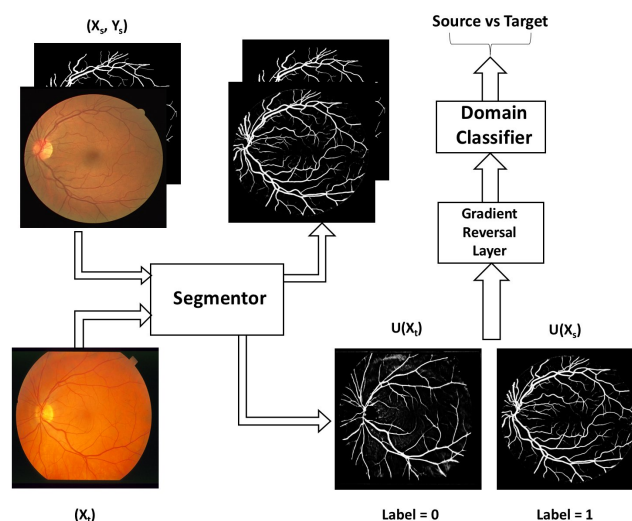 (Xs, Ys)
Source vs Target
Domain
Classifier
Gradient
Reversal
Layer
Segmentor
U(Xt)
U(Xs)
(Xt)
Label = 0
Label = 1